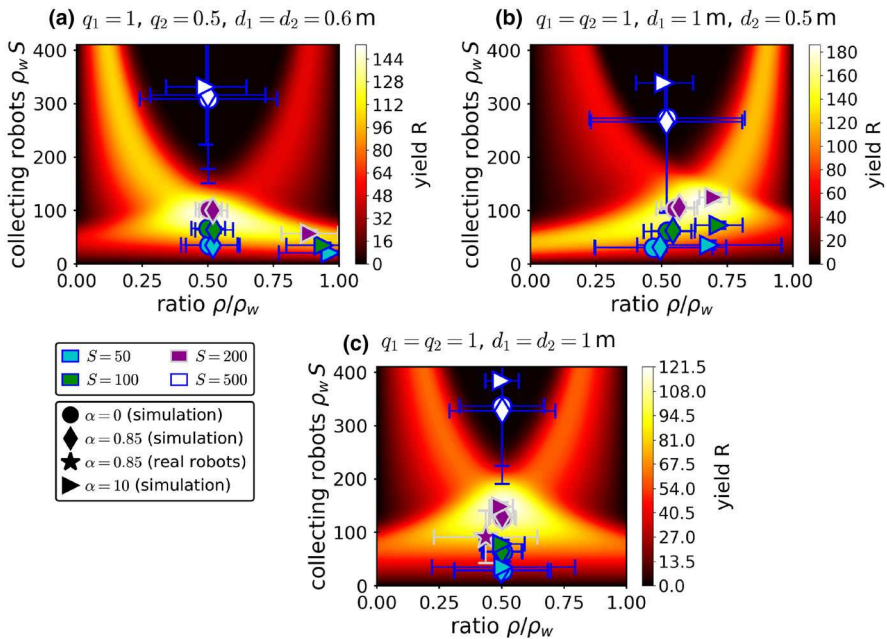 (a) q₁ = 1, q₂ = 0.5, d₁ = d₂ = 0.6 m
collecting robots ρ_w S
400
300
200
100
0
0.00 0.25 0.50 0.75 1.00
ratio ρ/ρ_w
144
128
112
96
80
64
48
32
16
0
yield R
(b) q₁ = q₂ = 1, d₁ = 1 m, d₂ = 0.5 m
collecting robots ρ_w S
400
300
200
100
0
0.00 0.25 0.50 0.75 1.00
ratio ρ/ρ_w
180
160
140
120
100
80
60
40
20
0
yield R
S = 50 S = 200
S = 100 S = 500
α = 0 (simulation)
α = 0.85 (simulation)
α = 0.85 (real robots)
α = 10 (simulation)
(c) q₁ = q₂ = 1, d₁ = d₂ = 1 m
collecting robots ρ_w S
400
300
200
100
0
0.00 0.25 0.50 0.75 1.00
ratio ρ/ρ_w
121.5
108.0
94.5
81.0
67.5
54.0
40.5
27.0
13.5
0.0
yield R